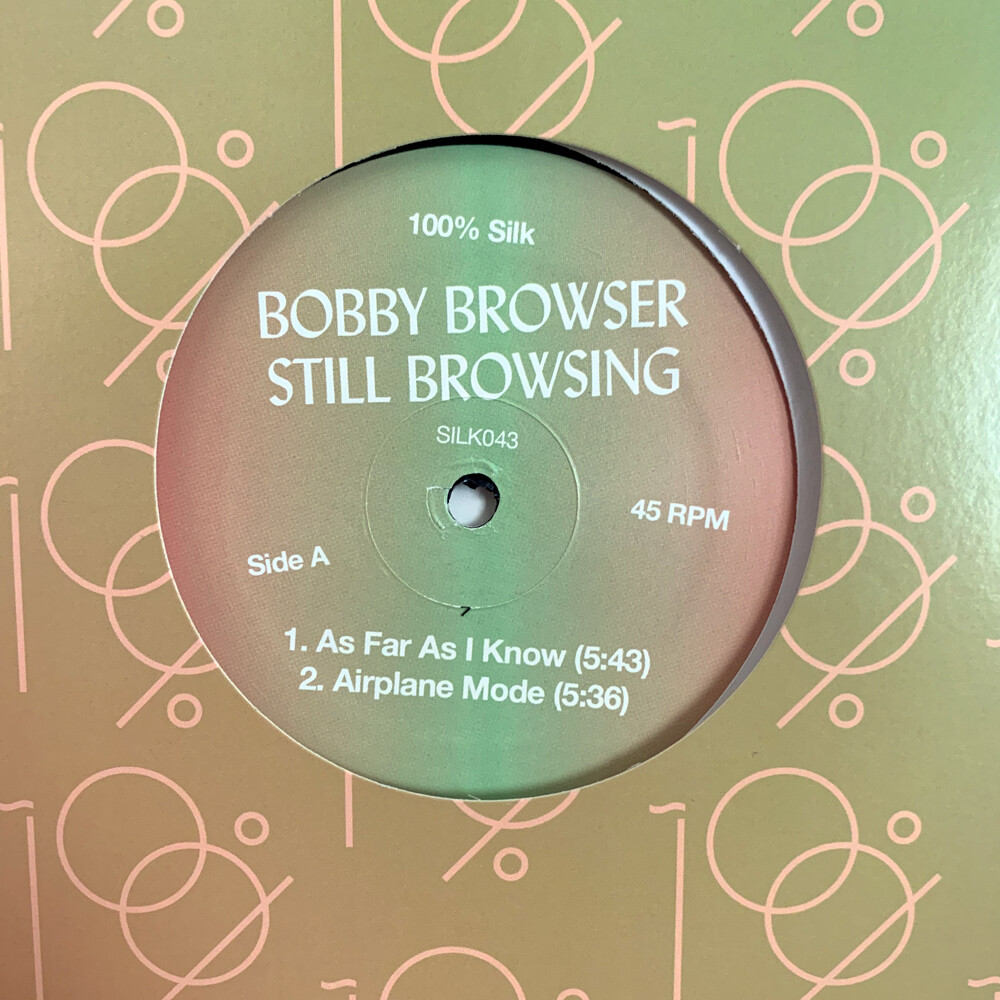 100% Silk
BOBBY BROWSER
STILL BROWSING
SILK043
45 RPM
Side A
1. As Far As I Know (5:43)
2. Airplane Mode (5:36)